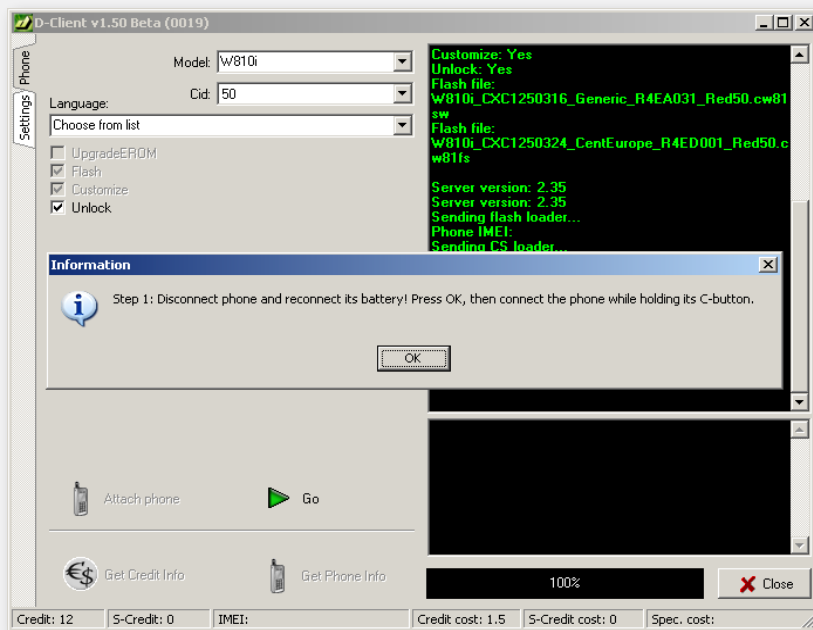 D-Client v1.50 Beta (0019)
Phone
Settings
Model: W810i
Cid: 50
Language:
Choose from list
UpgradeEROM
Flash
Customize
Unlock
Customize: Yes
Unlock: Yes
Flash file:
W810i_CXC1250316_Generic_R4EA031_Red50.cw81
sw
Flash file:
W810i_CXC1250324_CentEurope_R4ED001_Red50.c
w81fs
Server version: 2.35
Server version: 2.35
Sending flash loader...
Phone IMEI:
Sending CS loader...
Information
Step 1: Disconnect phone and reconnect its battery! Press OK, then connect the phone while holding its C-button.
OK
Attach phone
Go
€$ Get Credit Info
Get Phone Info
100%
Close
Credit: 12
S-Credit: 0
IMEI:
Credit cost: 1.5
S-Credit cost: 0
Spec. cost: